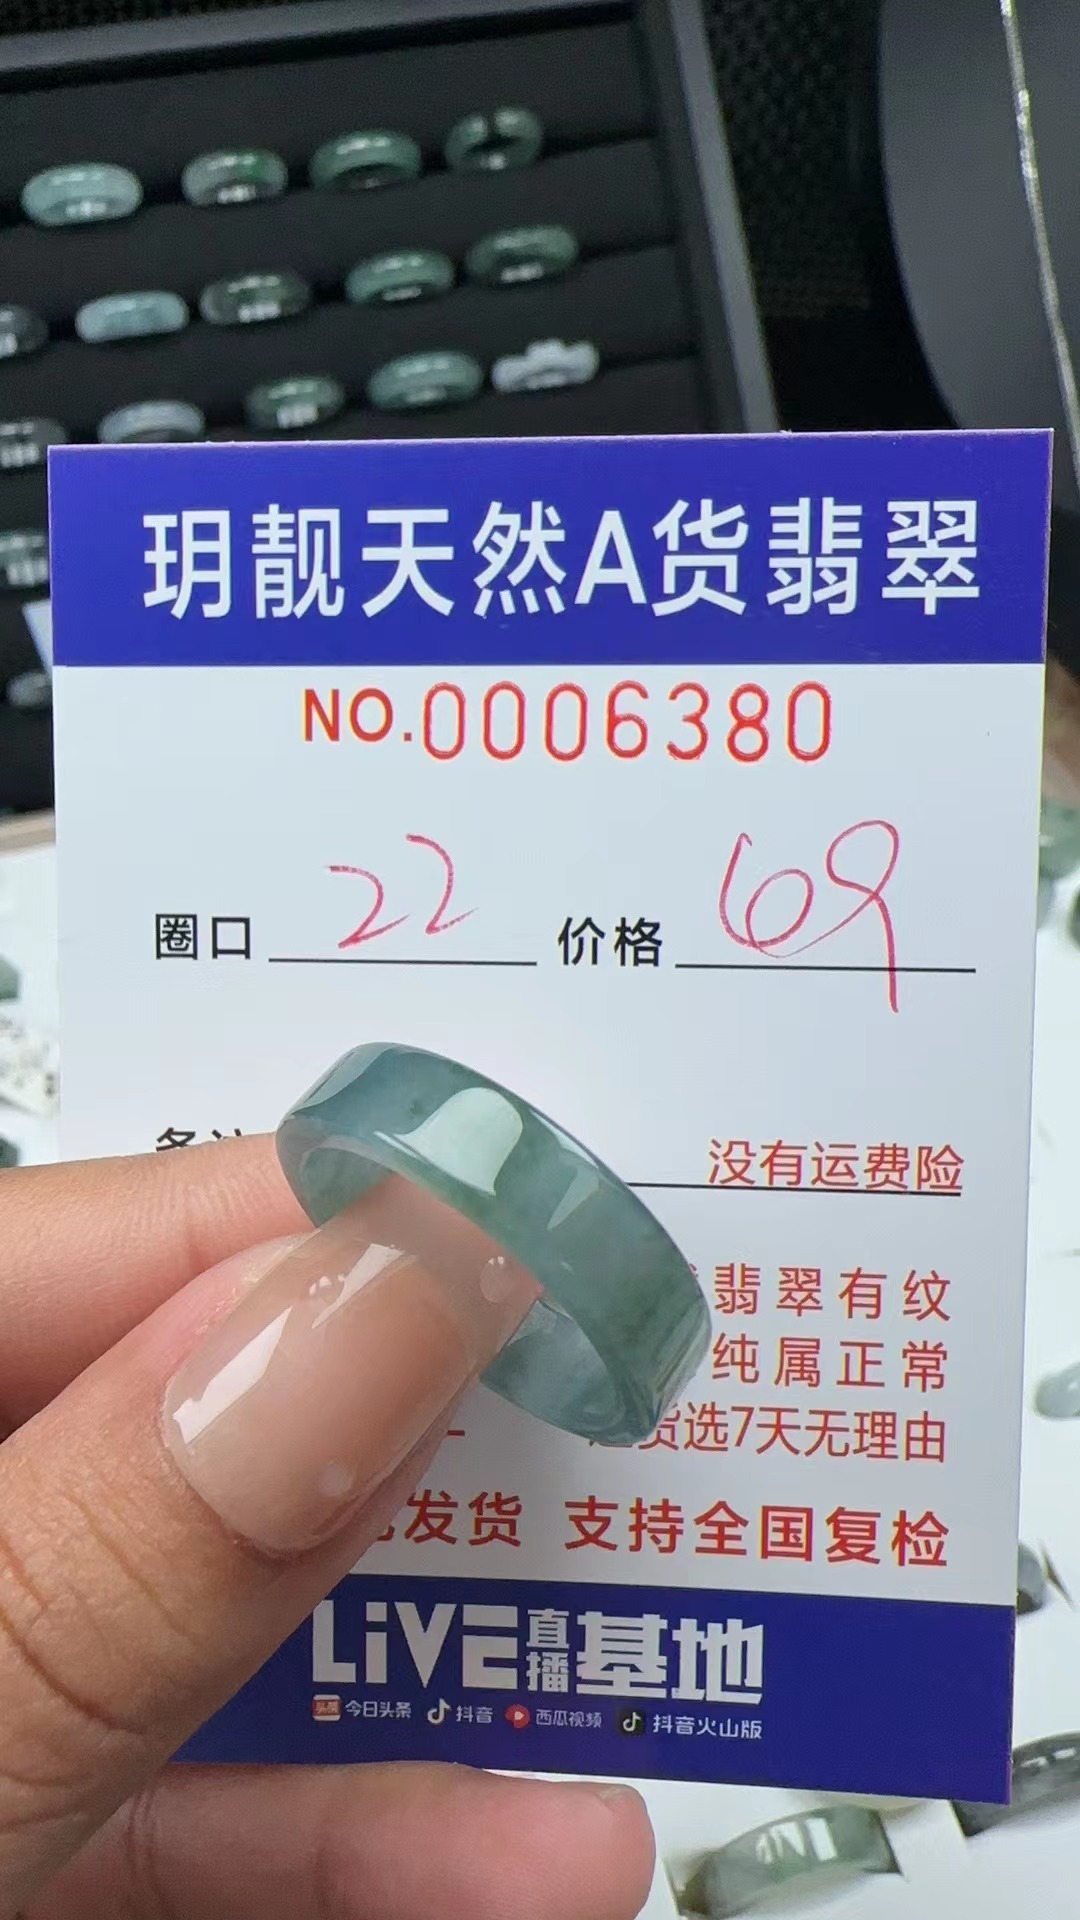 玥靓天然A货翡翠
NO.0006380
圈口 22 价格 69
没有运费险
翡翠有纹
纯属正常
货选7天无理由
发货 支持全国复检
LiVE直播基地
头条 今日头条 抖音 西瓜视频 抖音火山版